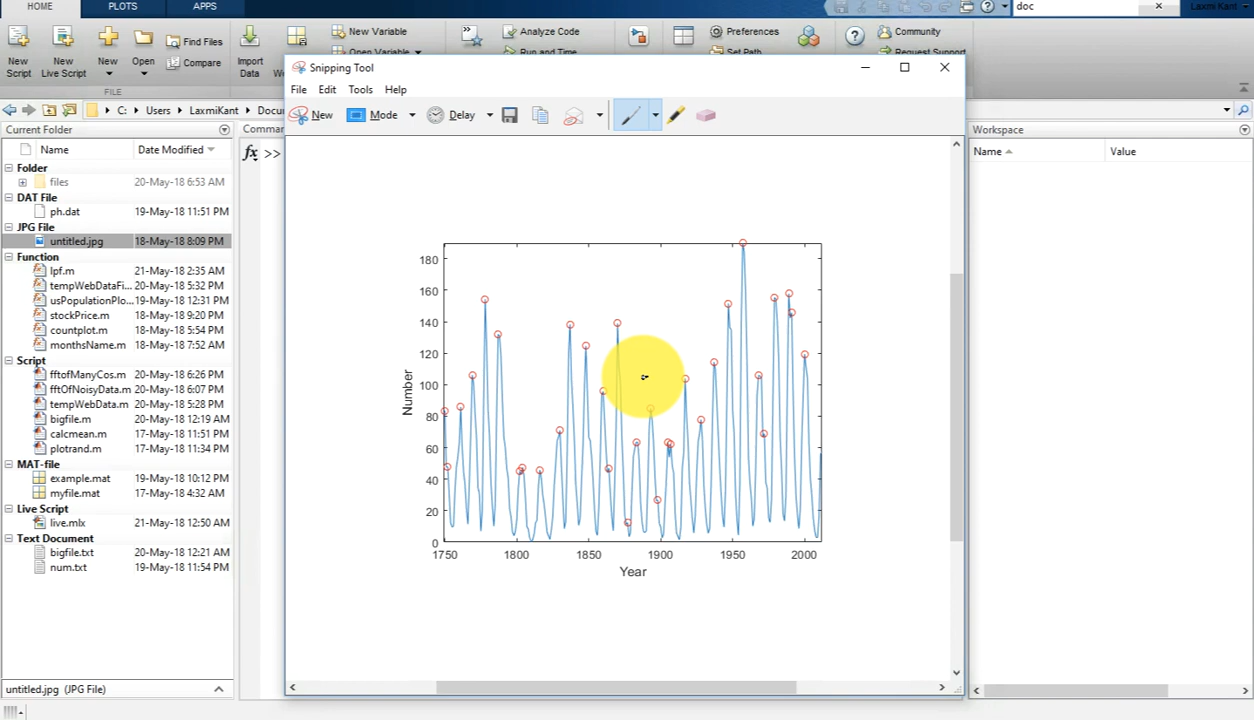 HOME PLOTS APPS
doc
Laxmi Kant
New Script
New Live Script
New
Open
Find Files
Compare
Import Data
New Variable
Open Variable
Analyze Code
Run and Time
Preferences
Set Path
Community
Request Support
FILE
Snipping Tool
File Edit Tools Help
New Mode Delay
C: Users LaxmiKant
Current Folder
Name Date Modified
Folder
files 20-May-18 6:53 AM
DAT File
ph.dat 19-May-18 11:51 PM
JPG File
untitled.jpg 18-May-18 8:09 PM
Function
lpf.m 21-May-18 2:35 AM
tempWebDataFi... 20-May-18 5:32 PM
usPopulationPlo... 19-May-18 12:31 PM
stockPrice.m 18-May-18 9:20 PM
countplot.m 18-May-18 5:54 PM
monthsName.m 18-May-18 7:52 AM
Script
fftofManyCos.m 20-May-18 6:26 PM
fftOfNoisyData.m 20-May-18 6:07 PM
tempWebData.m 20-May-18 5:28 PM
bigfile.m 20-May-18 12:19 AM
calcmean.m 17-May-18 11:51 PM
plotrand.m 17-May-18 11:34 PM
MAT-file
example.mat 19-May-18 10:12 PM
myfile.mat 17-May-18 4:32 AM
Live Script
live.mlx 21-May-18 12:50 AM
Text Document
bigfile.txt 20-May-18 12:21 AM
num.txt 19-May-18 11:54 PM
untitled.jpg (JPG File)
fx >>
180
160
140
120
100
80
60
40
20
0
Number
1750 1800 1850 1900 1950 2000
Year
Workspace
Name Value